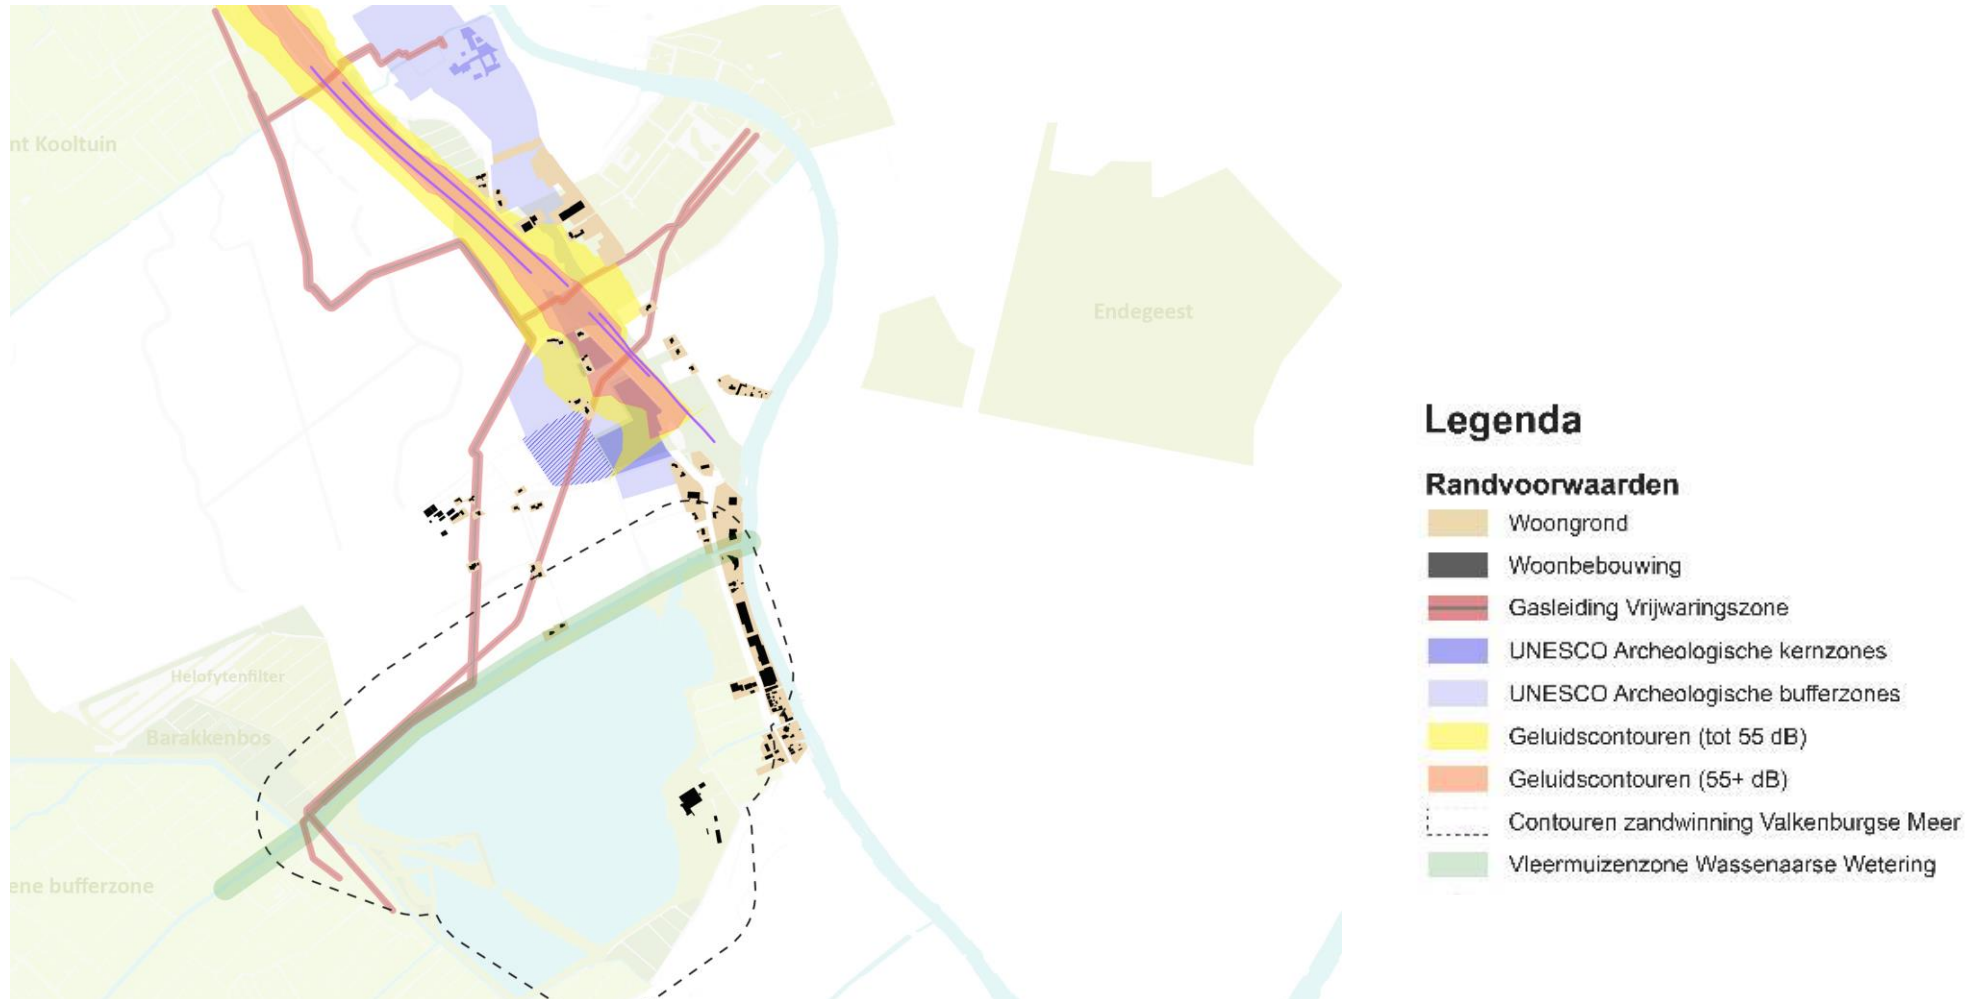 nt Kooltuin
Endegeest
Helofytenfilter
Barakkenbos
ene bufferzone
Legenda
Randvoorwaarden
Woongrond
Woonbebouwing
Gasleiding Vrijwaringszone
UNESCO Archeologische kernzones
UNESCO Archeologische bufferzones
Geluidscontouren (tot 55 dB)
Geluidscontouren (55+ dB)
Contouren zandwinning Valkenburgse Meer
Vleermuizenzone Wassenaarse Wetering